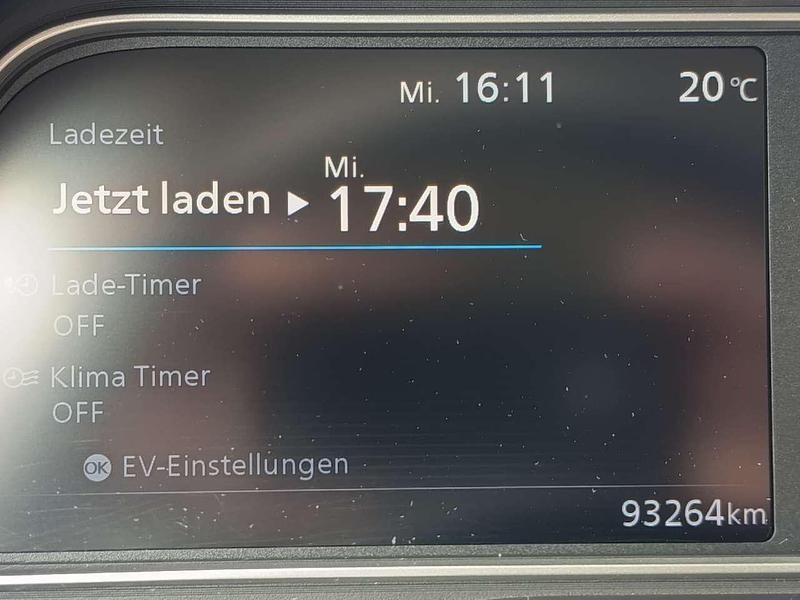 Mi. 16:11 20°C
Ladezeit
Mi.
Jetzt laden ▶ 17:40
Lade-Timer
OFF
Klima Timer
OFF
OK EV-Einstellungen
93264km